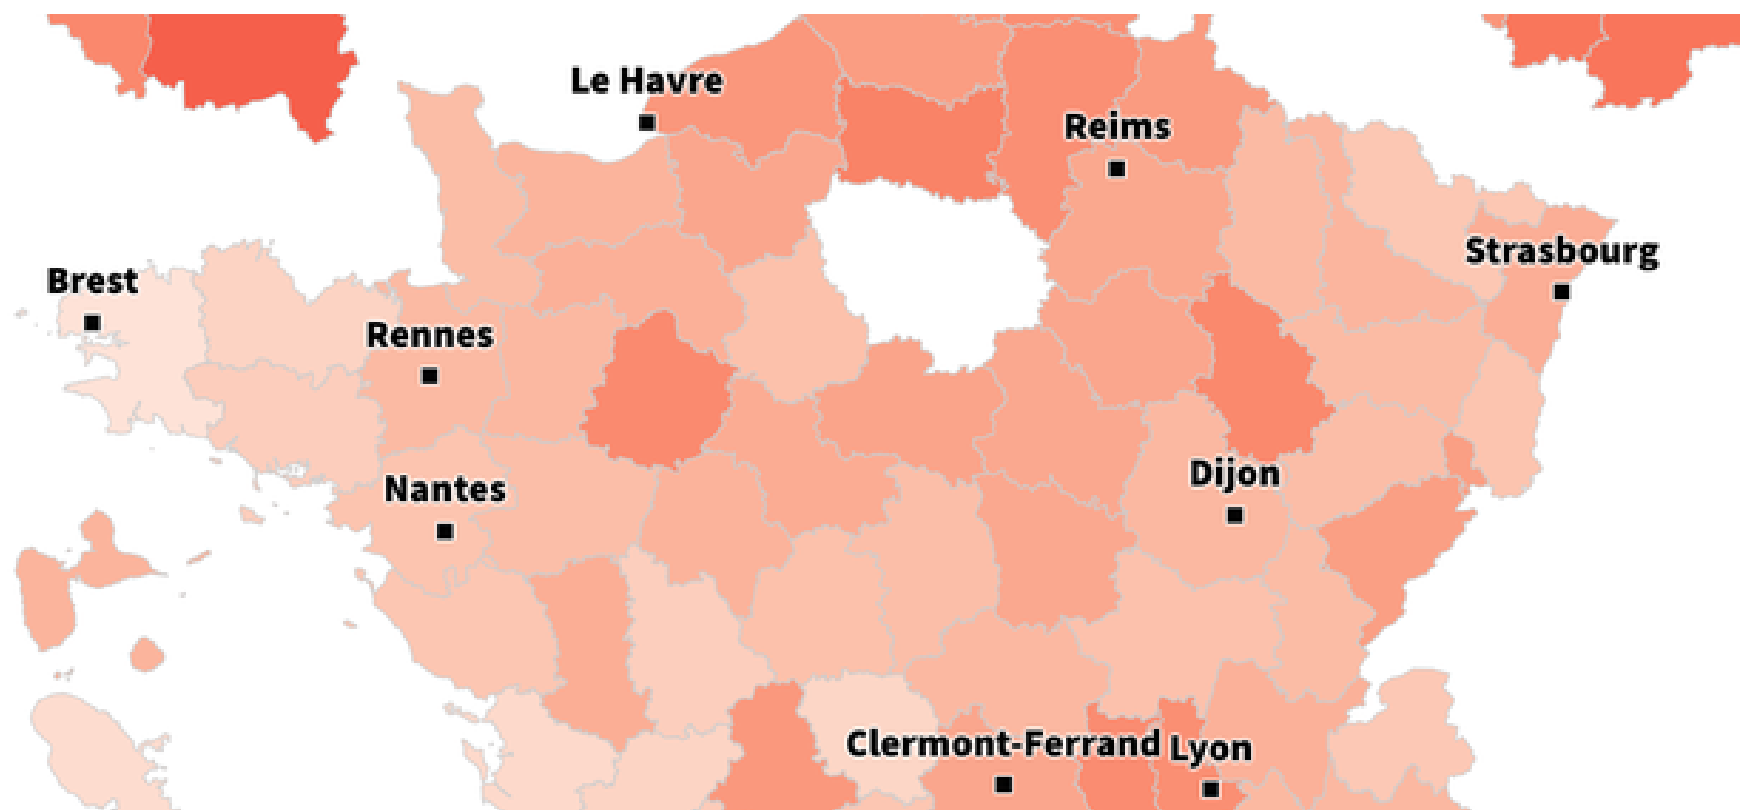 Le Havre
Reims
Strasbourg
Brest
Rennes
Dijon
Nantes
Clermont-Ferrand
Lyon